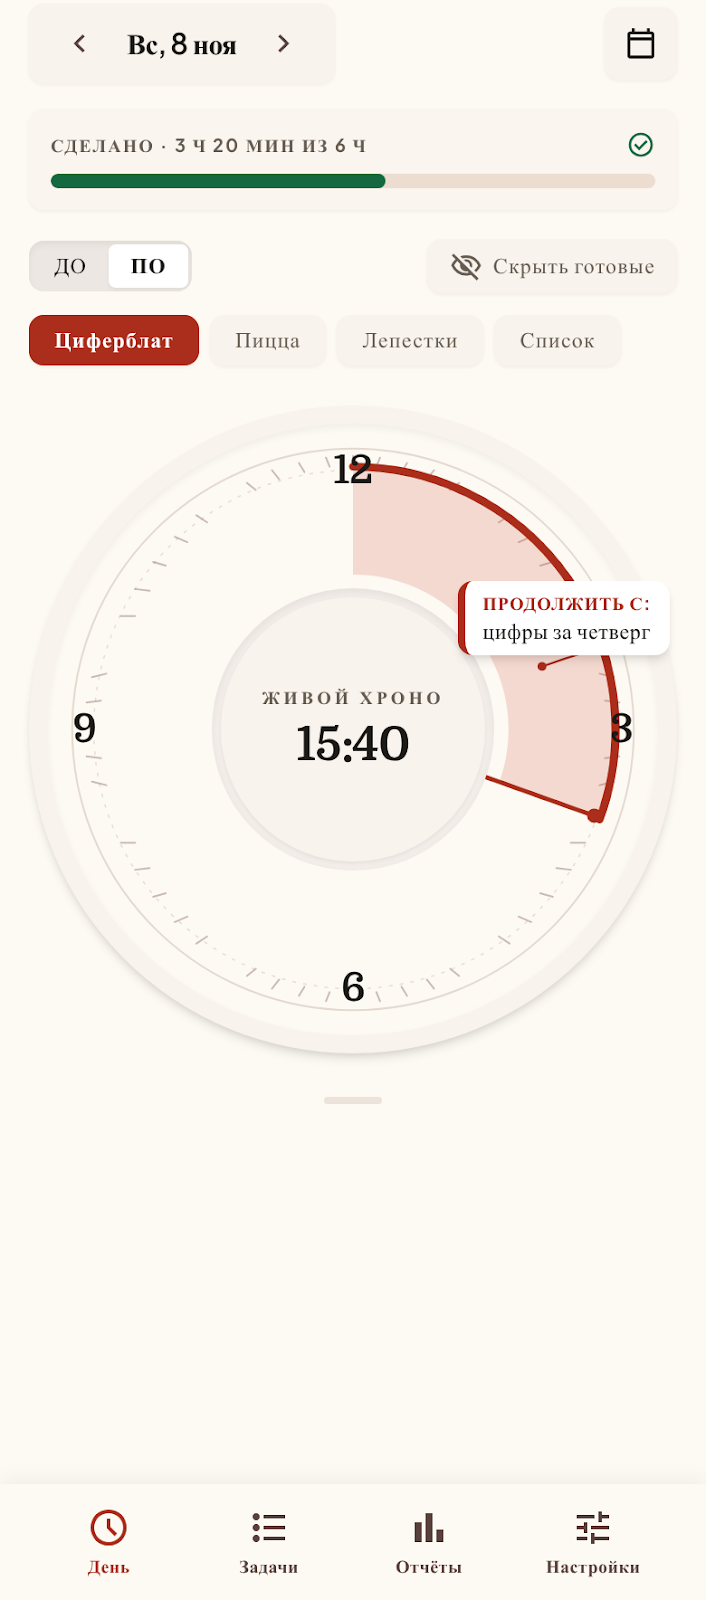 Вс, 8 ноя
СДЕЛАНО · 3 Ч 20 МИН ИЗ 6 Ч
ДО ПО Скрыть готовые
Циферблат Пицца Лепестки Список
12
ПРОДОЛЖИТЬ С:
цифры за четверг
ЖИВОЙ ХРОНО
9 15:40 3
6
День Задачи Отчёты Настройки